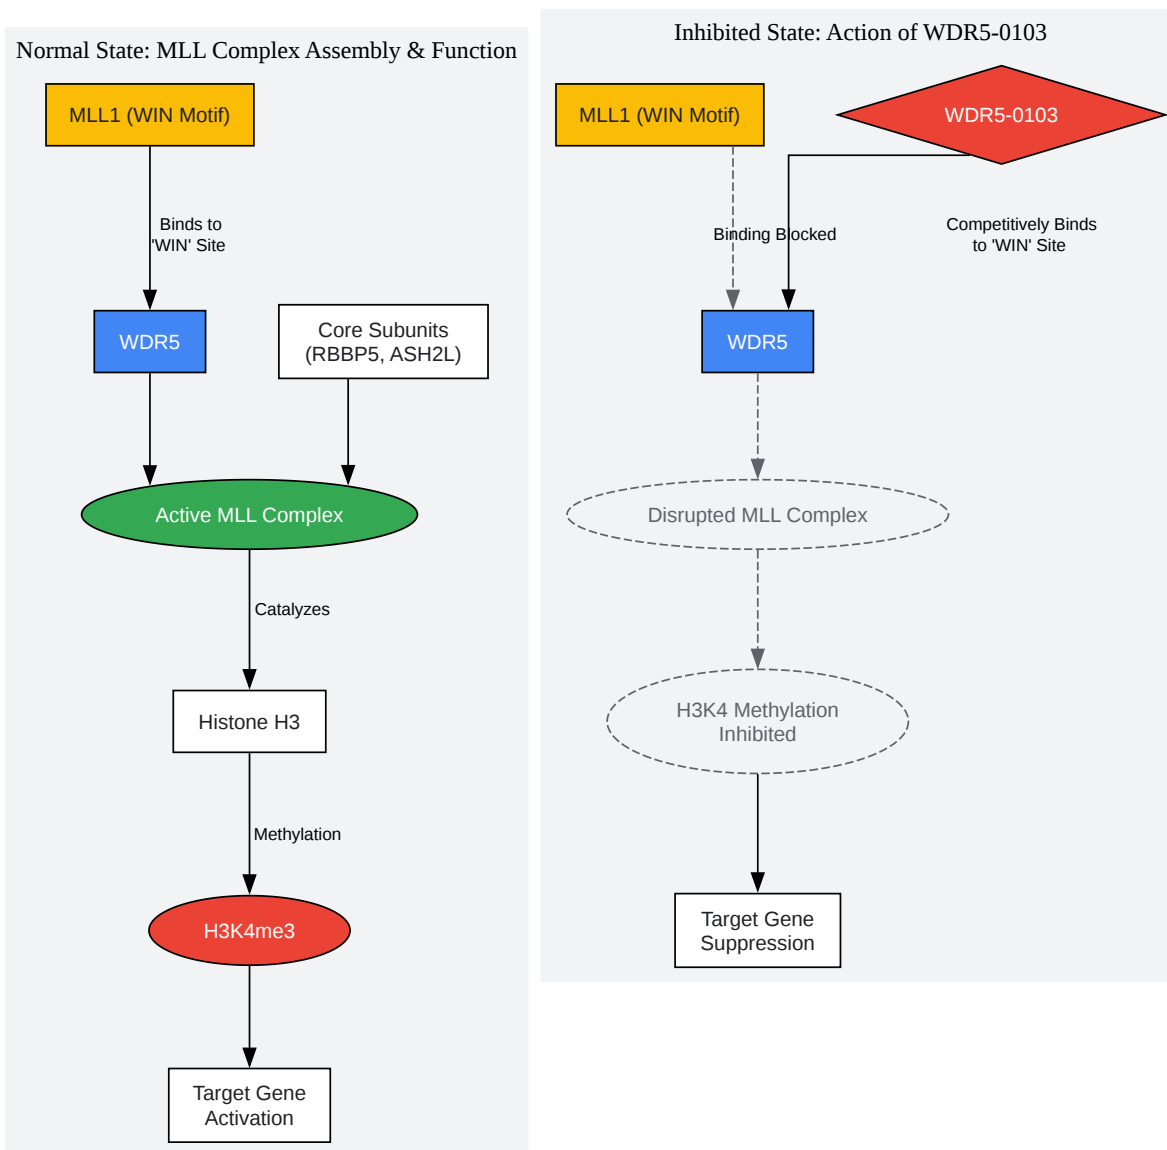 Normal State: MLL Complex Assembly & Function
MLL1 (WIN Motif)
Binds to
'WIN' Site
WDR5
Core Subunits
(RBBP5, ASH2L)
Active MLL Complex
Catalyzes
Histone H3
Methylation
H3K4me3
Target Gene
Activation
Inhibited State: Action of WDR5-0103
MLL1 (WIN Motif)
WDR5-0103
Binding Blocked
Competitively Binds
to 'WIN' Site
WDR5
Disrupted MLL Complex
H3K4 Methylation
Inhibited
Target Gene
Suppression